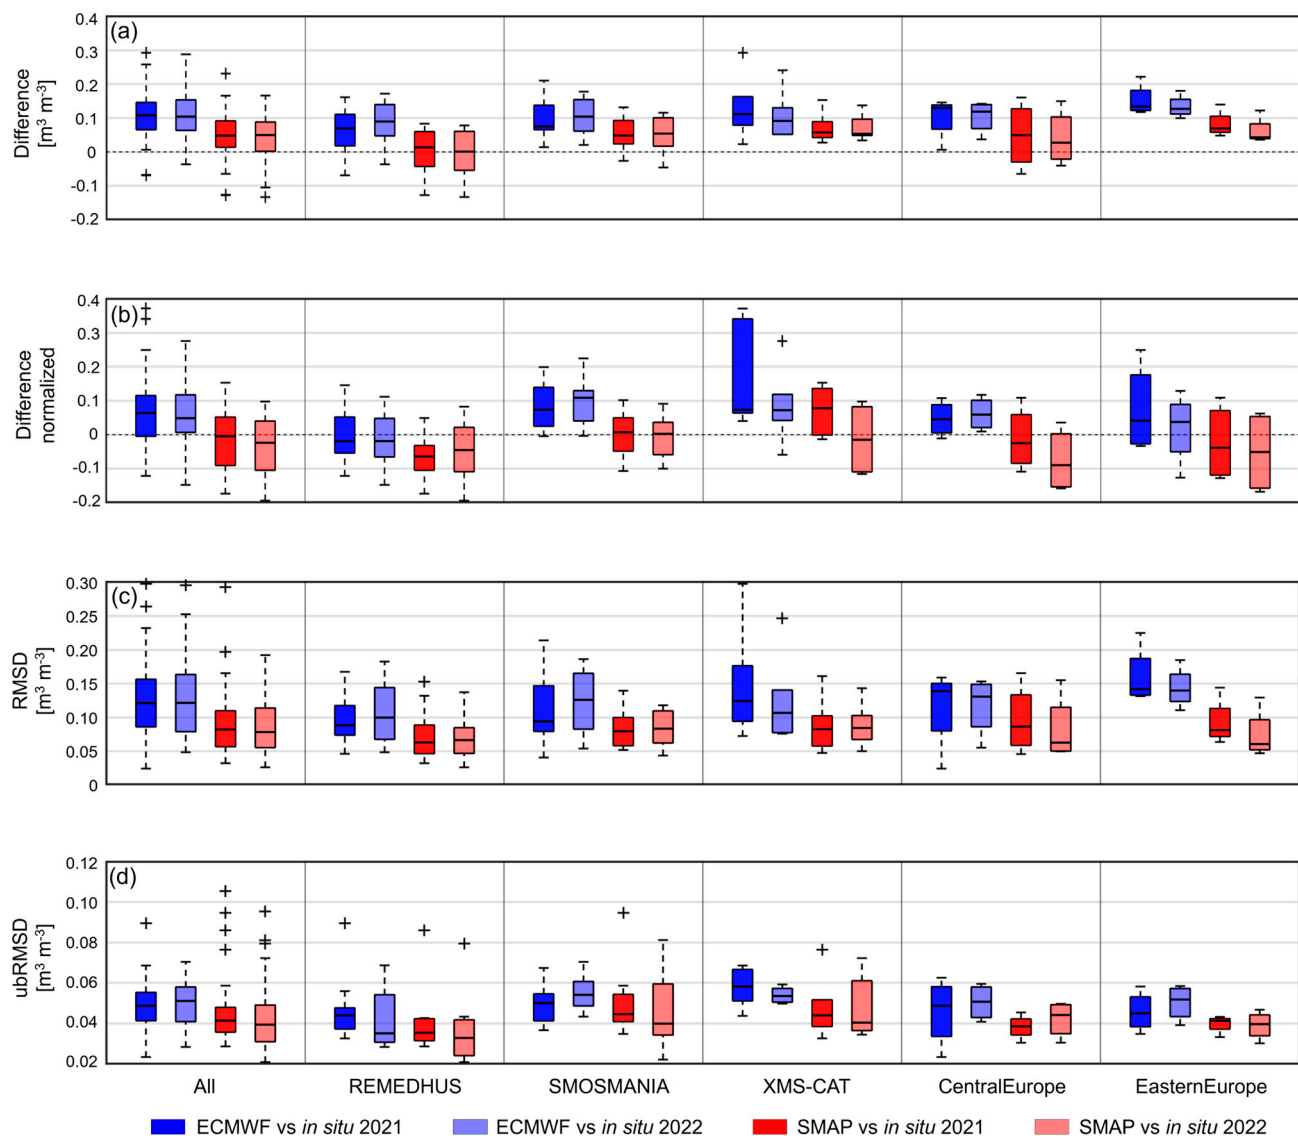 (a)
Difference
[m³ m⁻³]
0.4
0.3
0.2
0.1
0
-0.1
-0.2
(b)
Difference
normalized
0.4
0.3
0.2
0.1
0
-0.1
-0.2
(c)
RMSD
[m³ m⁻³]
0.30
0.25
0.20
0.15
0.10
0.05
0
(d)
ubRMSD
[m³ m⁻³]
0.12
0.10
0.08
0.06
0.04
0.02
All REMEDHUS SMOSMANIA XMS-CAT CentralEurope EasternEurope
ECMWF vs in situ 2021 ECMWF vs in situ 2022 SMAP vs in situ 2021 SMAP vs in situ 2022